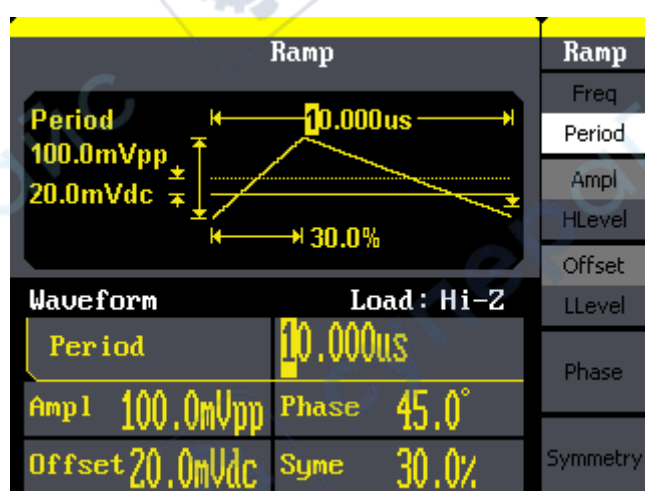 Ramp
Period
10.000us
100.0mVpp
20.0mVdc
30.0%
Waveform Load: Hi-Z
Period 10.000us
Ampl 100.0mVpp Phase 45.0°
Offset 20.0mVdc Syme 30.0%
Ramp
Freq
Period
Ampl
HLevel
Offset
LLevel
Phase
Symmetry